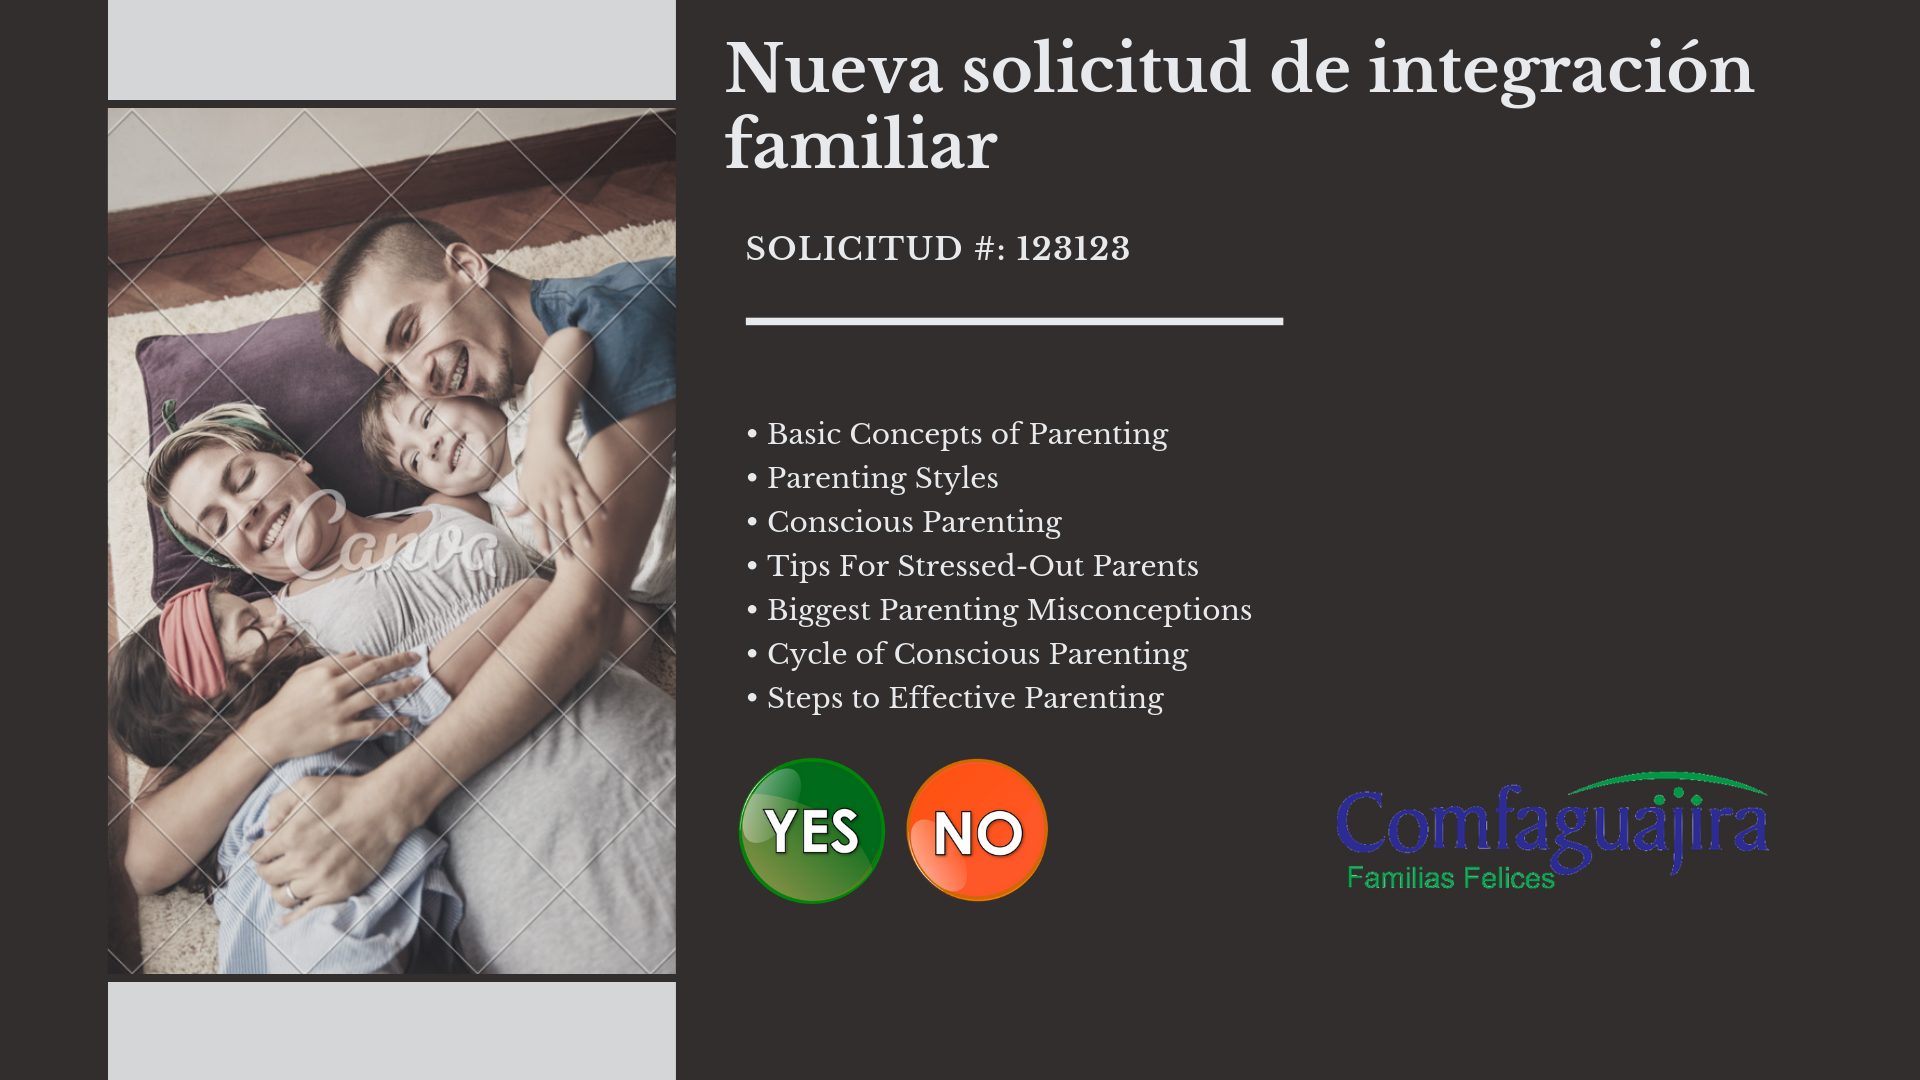 Nueva solicitud de integración
familiar
SOLICITUD #: 123123
• Basic Concepts of Parenting
• Parenting Styles
• Conscious Parenting
• Tips For Stressed-Out Parents
• Biggest Parenting Misconceptions
• Cycle of Conscious Parenting
• Steps to Effective Parenting
Canva
YES NO
Comfaguajira
Familias Felices